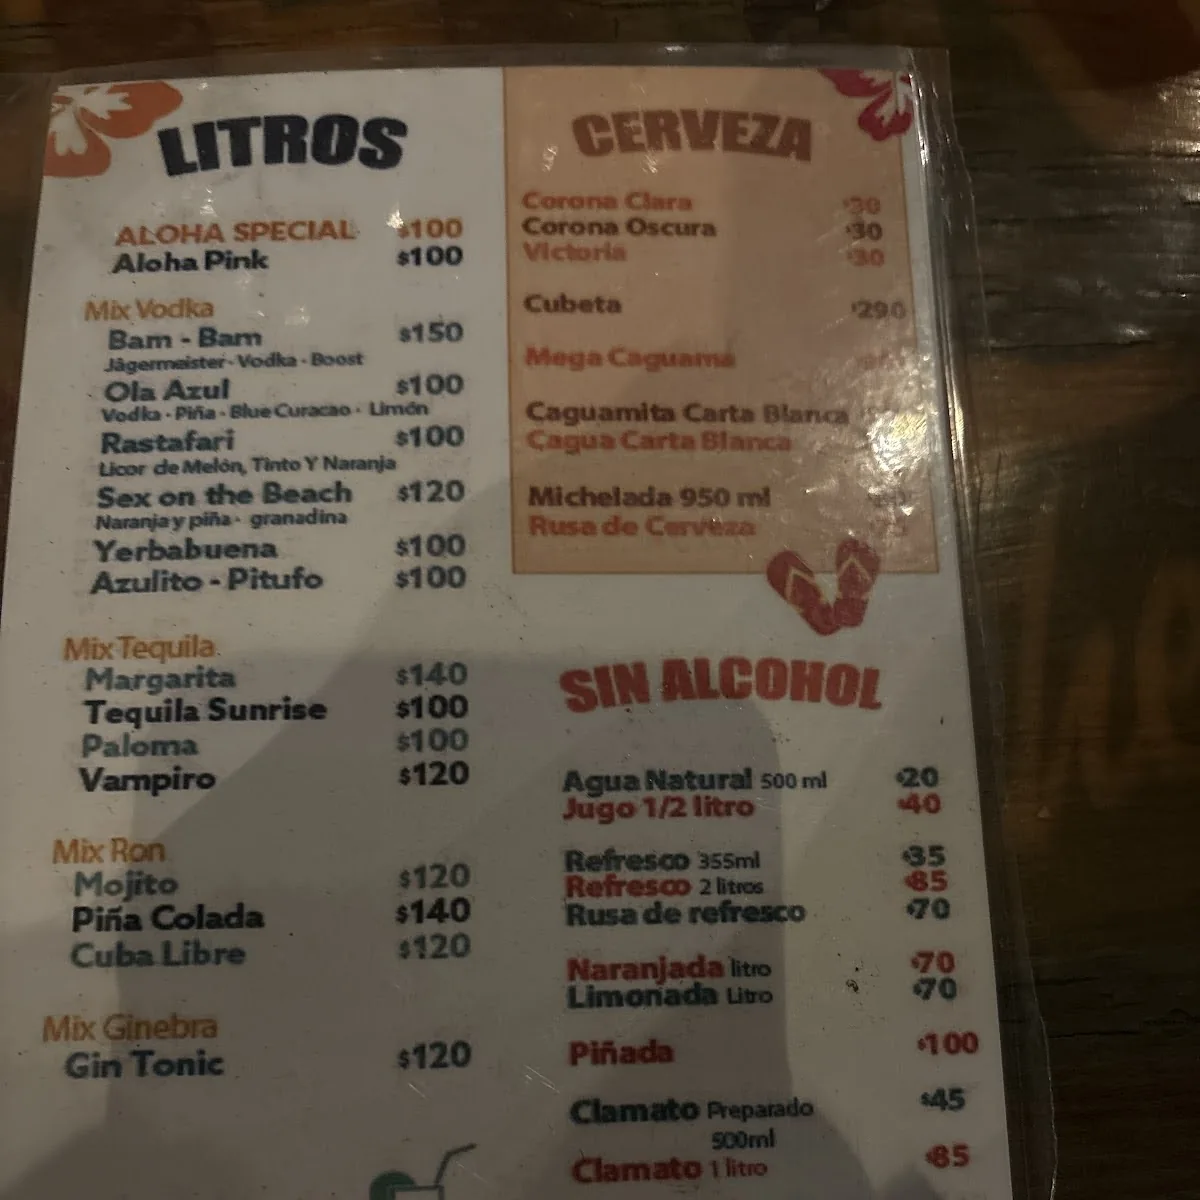 LITROS
ALOHA SPECIAL $100
Aloha Pink $100
Mix Vodka
Bam - Bam $150
Jägermeister - Vodka - Boost
Ola Azul $100
Vodka - Piña - Blue Curacao - Limón
Rastafari $100
Licor de Melón, Tinto Y Naranja
Sex on the Beach $120
Naranja y piña - granadina
Yerbabuena $100
Azulito - Pitufo $100
Mix Tequila
Margarita $140
Tequila Sunrise $100
Paloma $100
Vampiro $120
Mix Ron
Mojito $120
Piña Colada $140
Cuba Libre $120
Mix Ginebra
Gin Tonic $120
CERVEZA
Corona Clara $30
Corona Oscura $30
Victoria $30
Cubeta $290
Mega Caguama
Caguamita Carta Blanca
Cagua Carta Blanca
Michelada 950 ml
Rusa de Cerveza $75
SIN ALCOHOL
Agua Natural 500 ml $20
Jugo 1/2 litro $40
Refresco 355ml $35
Refresco 2 litros $85
Rusa de refresco $70
Naranjada litro $70
Limonada Litro $70
Piñada $100
Clamato Preparado $45
500ml
Clamato 1 litro $85